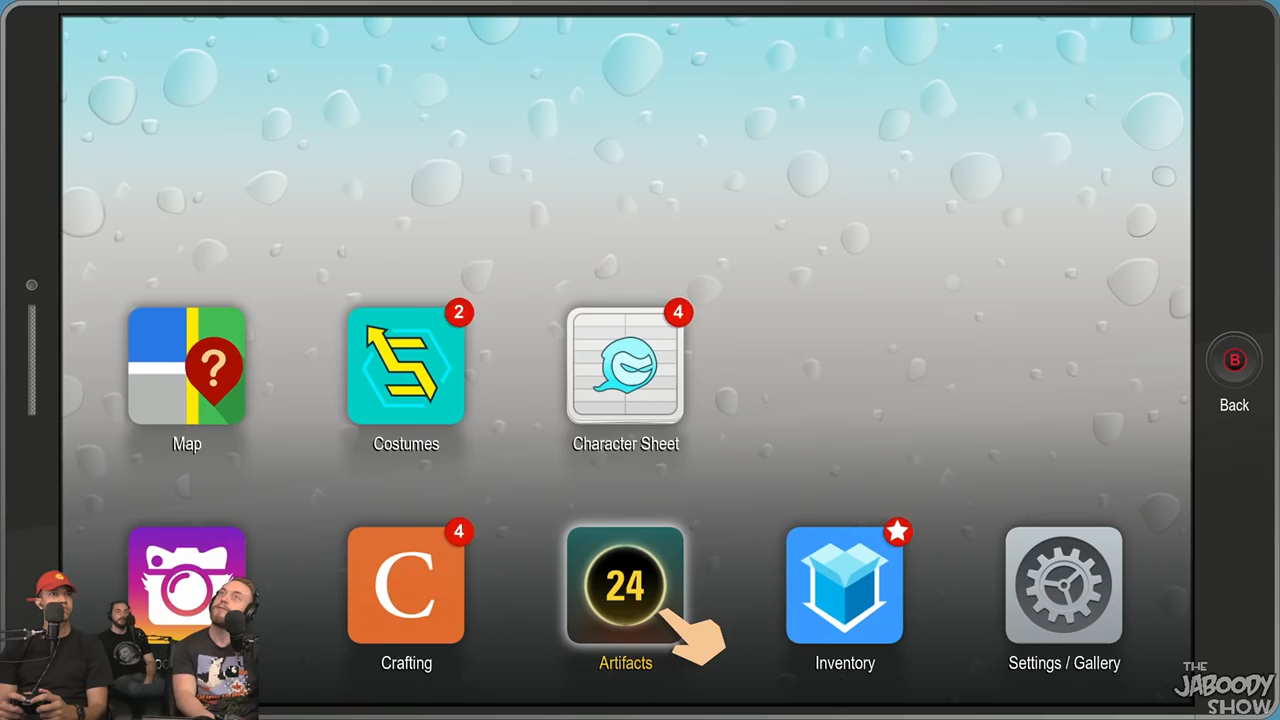 2
4
?
B
Back
Map
Costumes
Character Sheet
4
C
24
Crafting
Artifacts
Inventory
Settings / Gallery
THE
JABOODY
SHOW